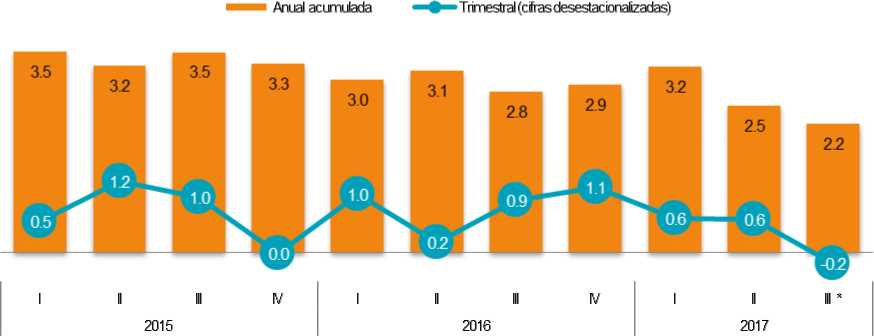 Anual acumulada Trimestral (cifras desestacionalizadas)
3.5 3.2 3.5 3.3 3.0 3.1 2.8 2.9 3.2 2.5 2.2
0.5 1.2 1.0 0.0 1.0 0.2 0.9 1.1 0.6 0.6 -0.2
I II III IV I II III IV I II III *
2015 2016 2017